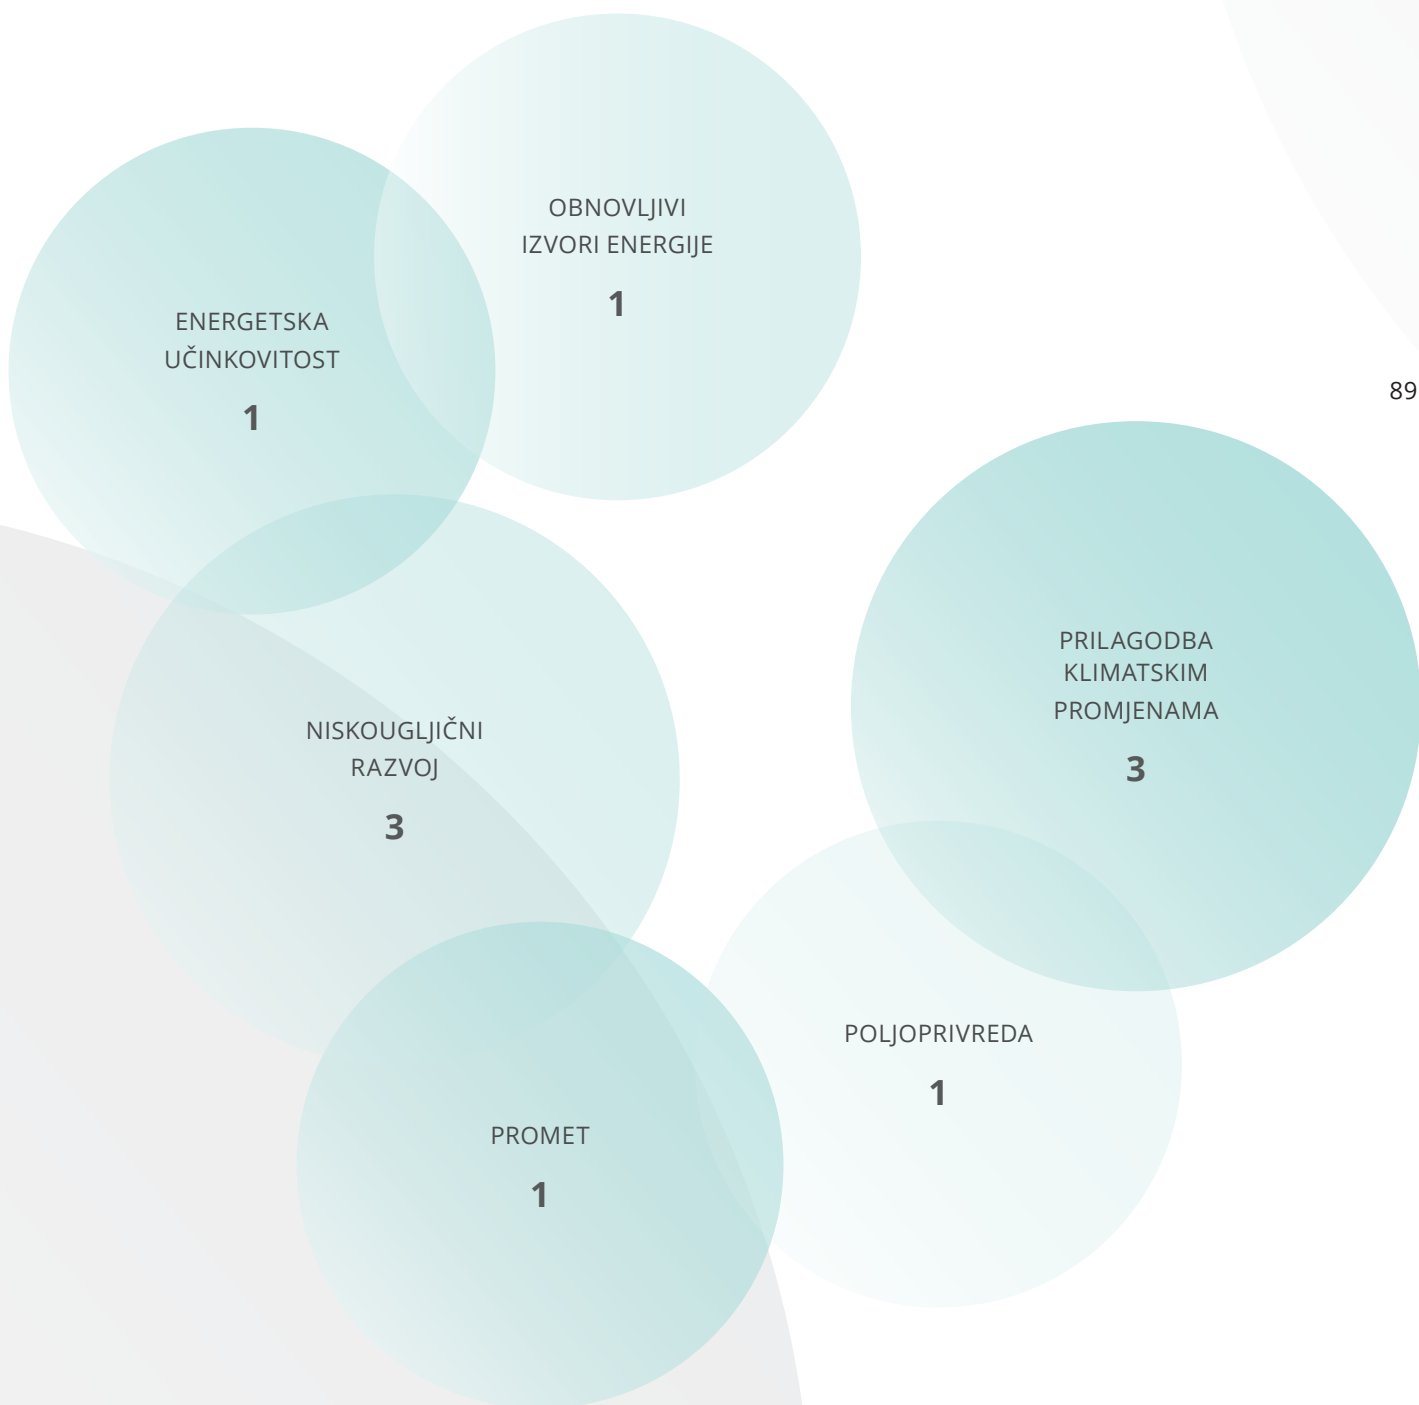 OBNOVLJIVI
IZVORI ENERGIJE
1
ENERGETSKA
UČINKOVITOST
1
89
PRILAGODBA
KLIMATSKIM
PROMJENAMA
3
NISKOUGLJIČNI
RAZVOJ
3
POLJOPRIVREDA
1
PROMET
1